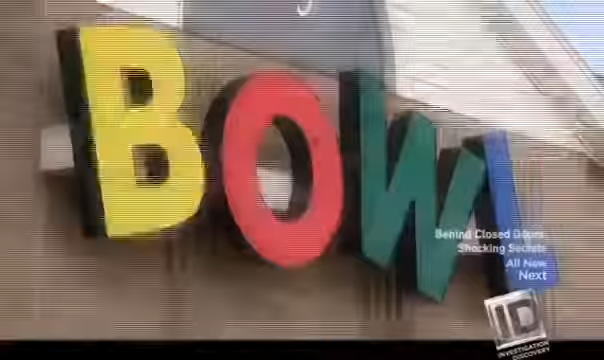 BOWL
Behind Closed Doors:
Shocking Secrets
All New
Next
ID
INVESTIGATION
DISCOVERY